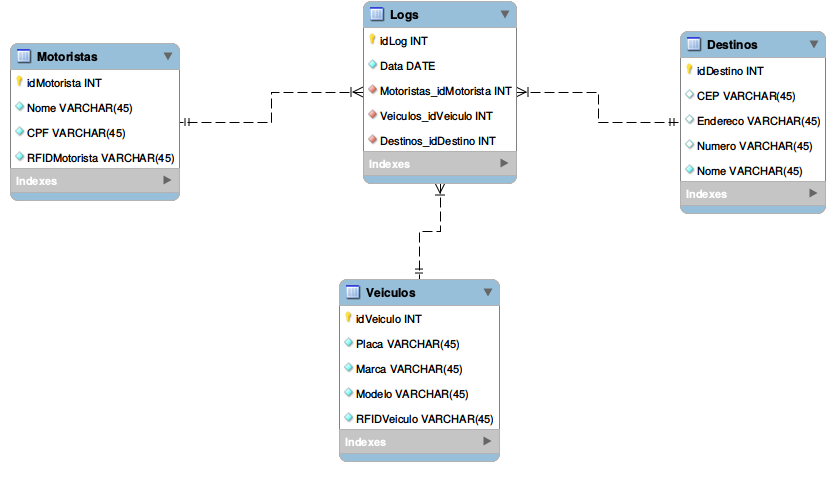 Motoristas
idMotorista INT
Nome VARCHAR(45)
CPF VARCHAR(45)
RFIDMotorista VARCHAR(45)
Indexes
Logs
idLog INT
Data DATE
Motoristas_idMotorista INT
Veiculos_idVeiculo INT
Destinos_idDestino INT
Indexes
Destinos
idDestino INT
CEP VARCHAR(45)
Endereco VARCHAR(45)
Numero VARCHAR(45)
Nome VARCHAR(45)
Indexes
Veiculos
idVeiculo INT
Placa VARCHAR(45)
Marca VARCHAR(45)
Modelo VARCHAR(45)
RFIDVeiculo VARCHAR(45)
Indexes